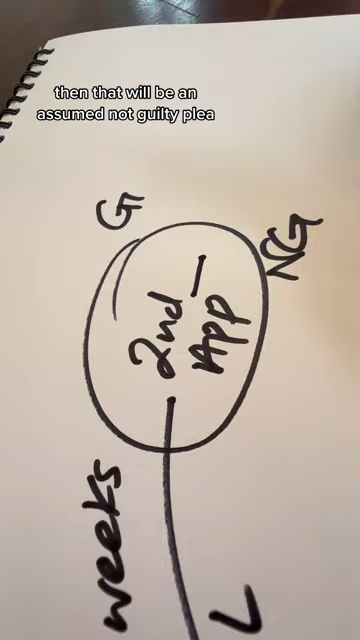 then that will be an
assumed not guilty plea
G
NG
2nd
App
weeks
L